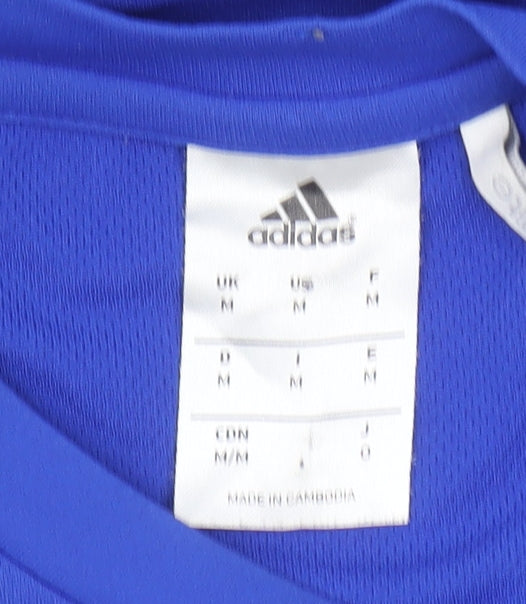 adidas
UK US F
M M M
D I E
M M M
CDN J
M/M O
MADE IN CAMBODIA